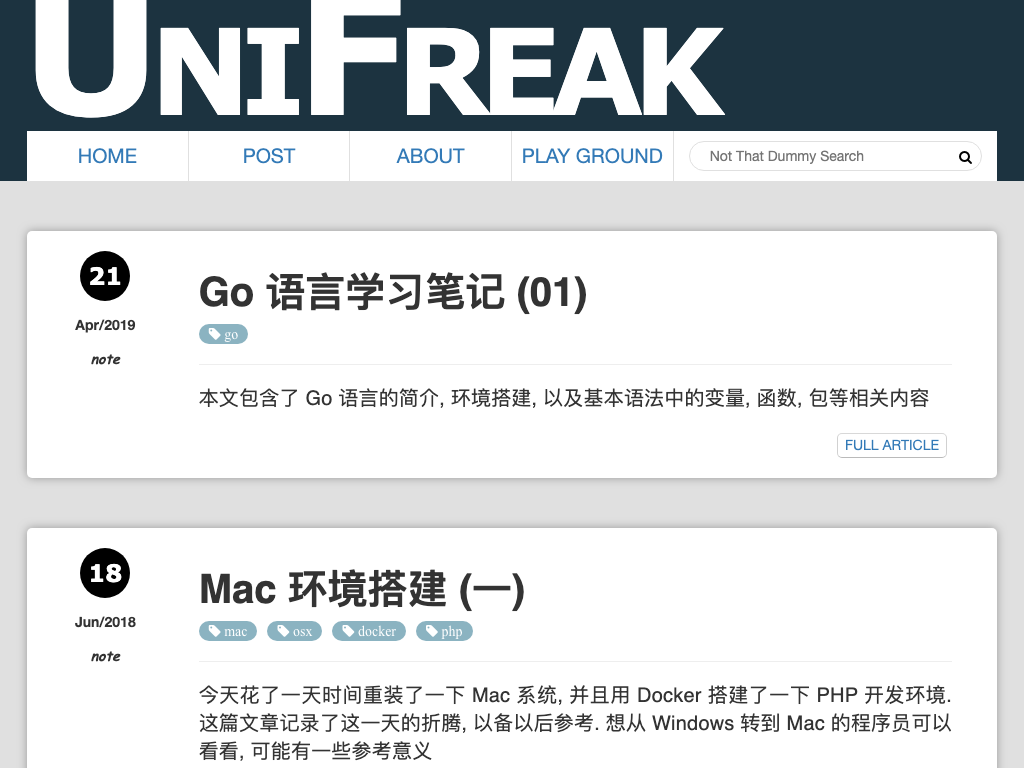 UNIFREAK
HOME
POST
ABOUT
PLAY GROUND
Not That Dummy Search
21
Apr/2019
note
Go 语言学习笔记 (01)
go
本文包含了 Go 语言的简介, 环境搭建, 以及基本语法中的变量, 函数, 包等相关内容
FULL ARTICLE
18
Jun/2018
note
Mac 环境搭建 (一)
mac
osx
docker
php
今天花了一天时间重装了一下 Mac 系统, 并且用 Docker 搭建了一下 PHP 开发环境.
这篇文章记录了这一天的折腾, 以备以后参考. 想从 Windows 转到 Mac 的程序员可以
看看, 可能有一些参考意义